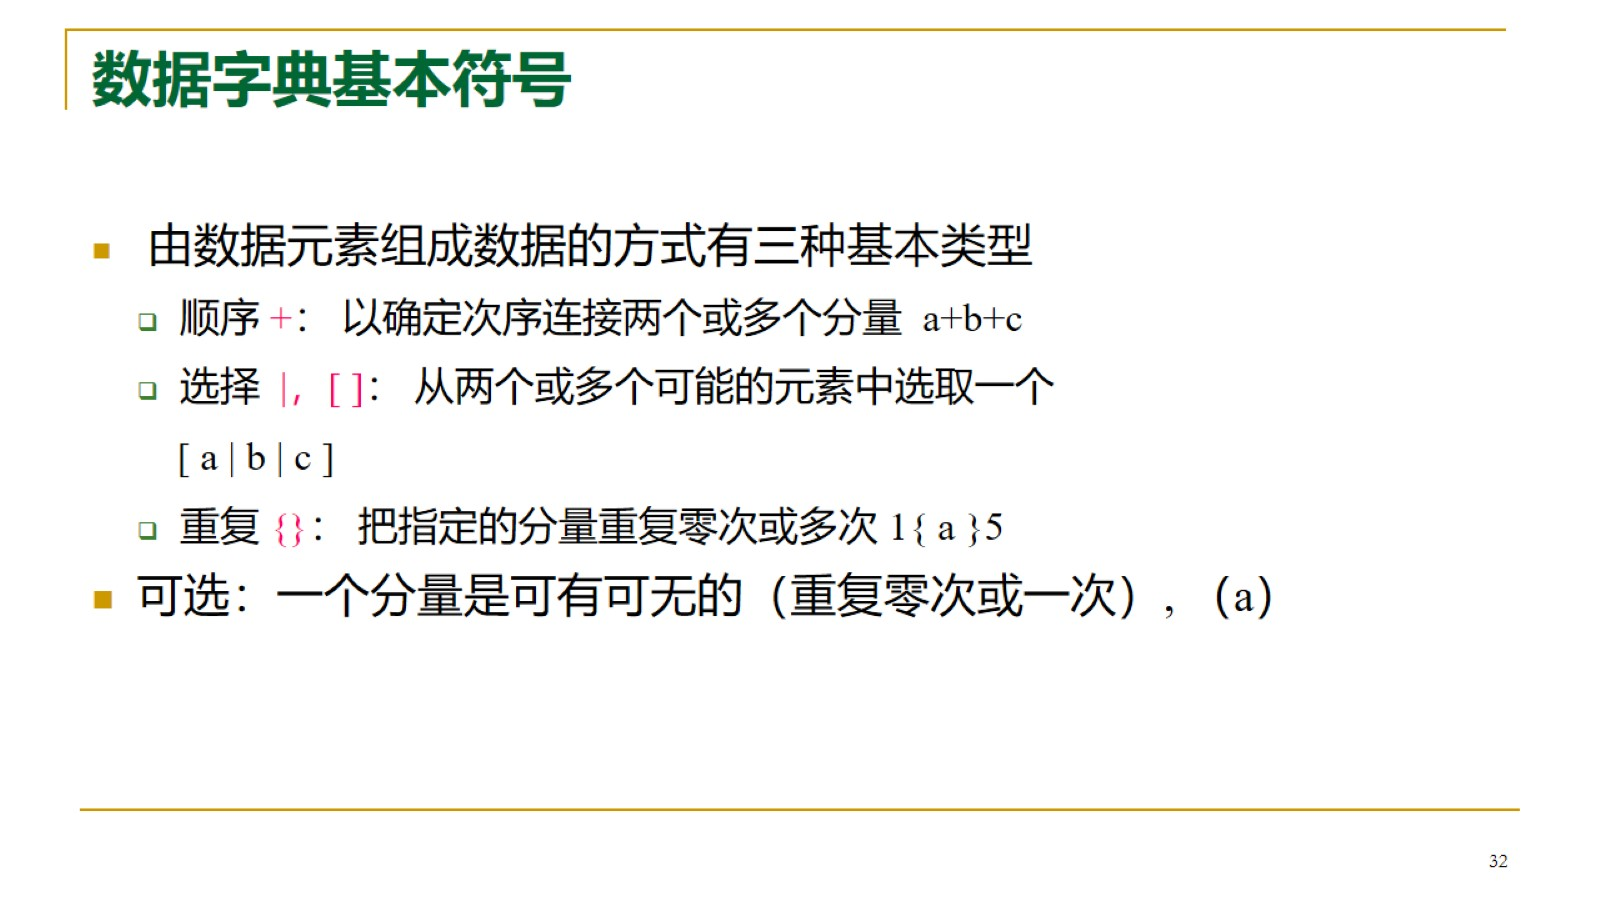 数据字典基本符号
由数据元素组成数据的方式有三种基本类型
顺序 +： 以确定次序连接两个或多个分量 a+b+c
选择 |，[ ]： 从两个或多个可能的元素中选取一个
[ a | b | c ]
重复 {}： 把指定的分量重复零次或多次 1{ a }5
可选：一个分量是可有可无的（重复零次或一次）,（a）
32